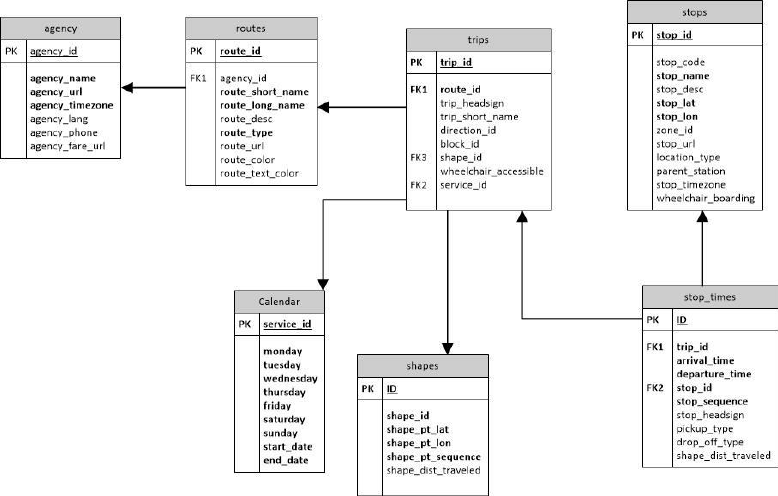 agency
PK agency_id
agency_name
agency_url
agency_timezone
agency_lang
agency_phone
agency_fare_url
routes
PK route_id
FK1 agency_id
route_short_name
route_long_name
route_desc
route_type
route_url
route_color
route_text_color
trips
PK trip_id
FK1 route_id
trip_headsign
trip_short_name
direction_id
block_id
FK3 shape_id
wheelchair_accessible
FK2 service_id
stops
PK stop_id
stop_code
stop_name
stop_desc
stop_lat
stop_lon
zone_id
stop_url
location_type
parent_station
stop_timezone
wheelchair_boarding
Calendar
PK service_id
monday
tuesday
wednesday
thursday
friday
saturday
sunday
start_date
end_date
shapes
PK ID
shape_id
shape_pt_lat
shape_pt_lon
shape_pt_sequence
shape_dist_traveled
stop_times
PK ID
FK1 trip_id
arrival_time
departure_time
FK2 stop_id
stop_sequence
stop_headsign
pickup_type
drop_off_type
shape_dist_traveled